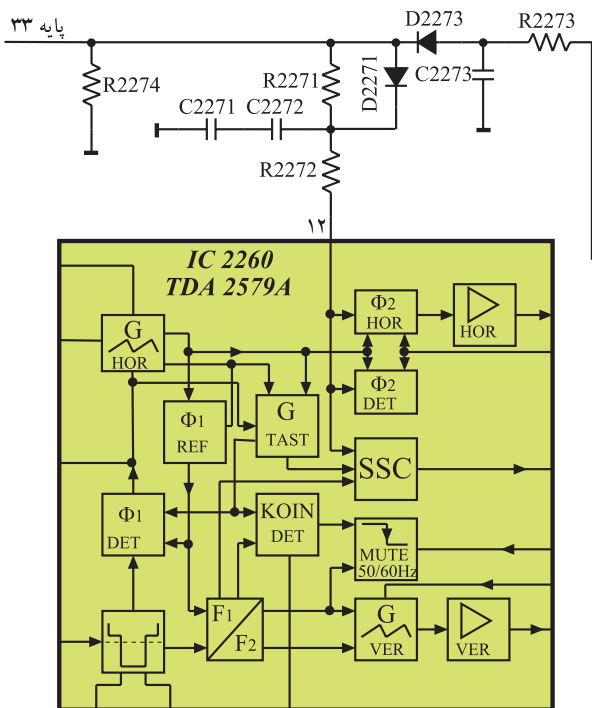 پایه ۳۳
D2273
R2273
R2274
R2271
D2271
C2273
C2271
C2272
R2272
۱۲
IC 2260
TDA 2579A
G
HOR
Φ2
HOR
HOR
Φ1
REF
G
TAST
Φ2
DET
SSC
Φ1
DET
KOIN
DET
MUTE
50/60Hz
F1
F2
G
VER
VER